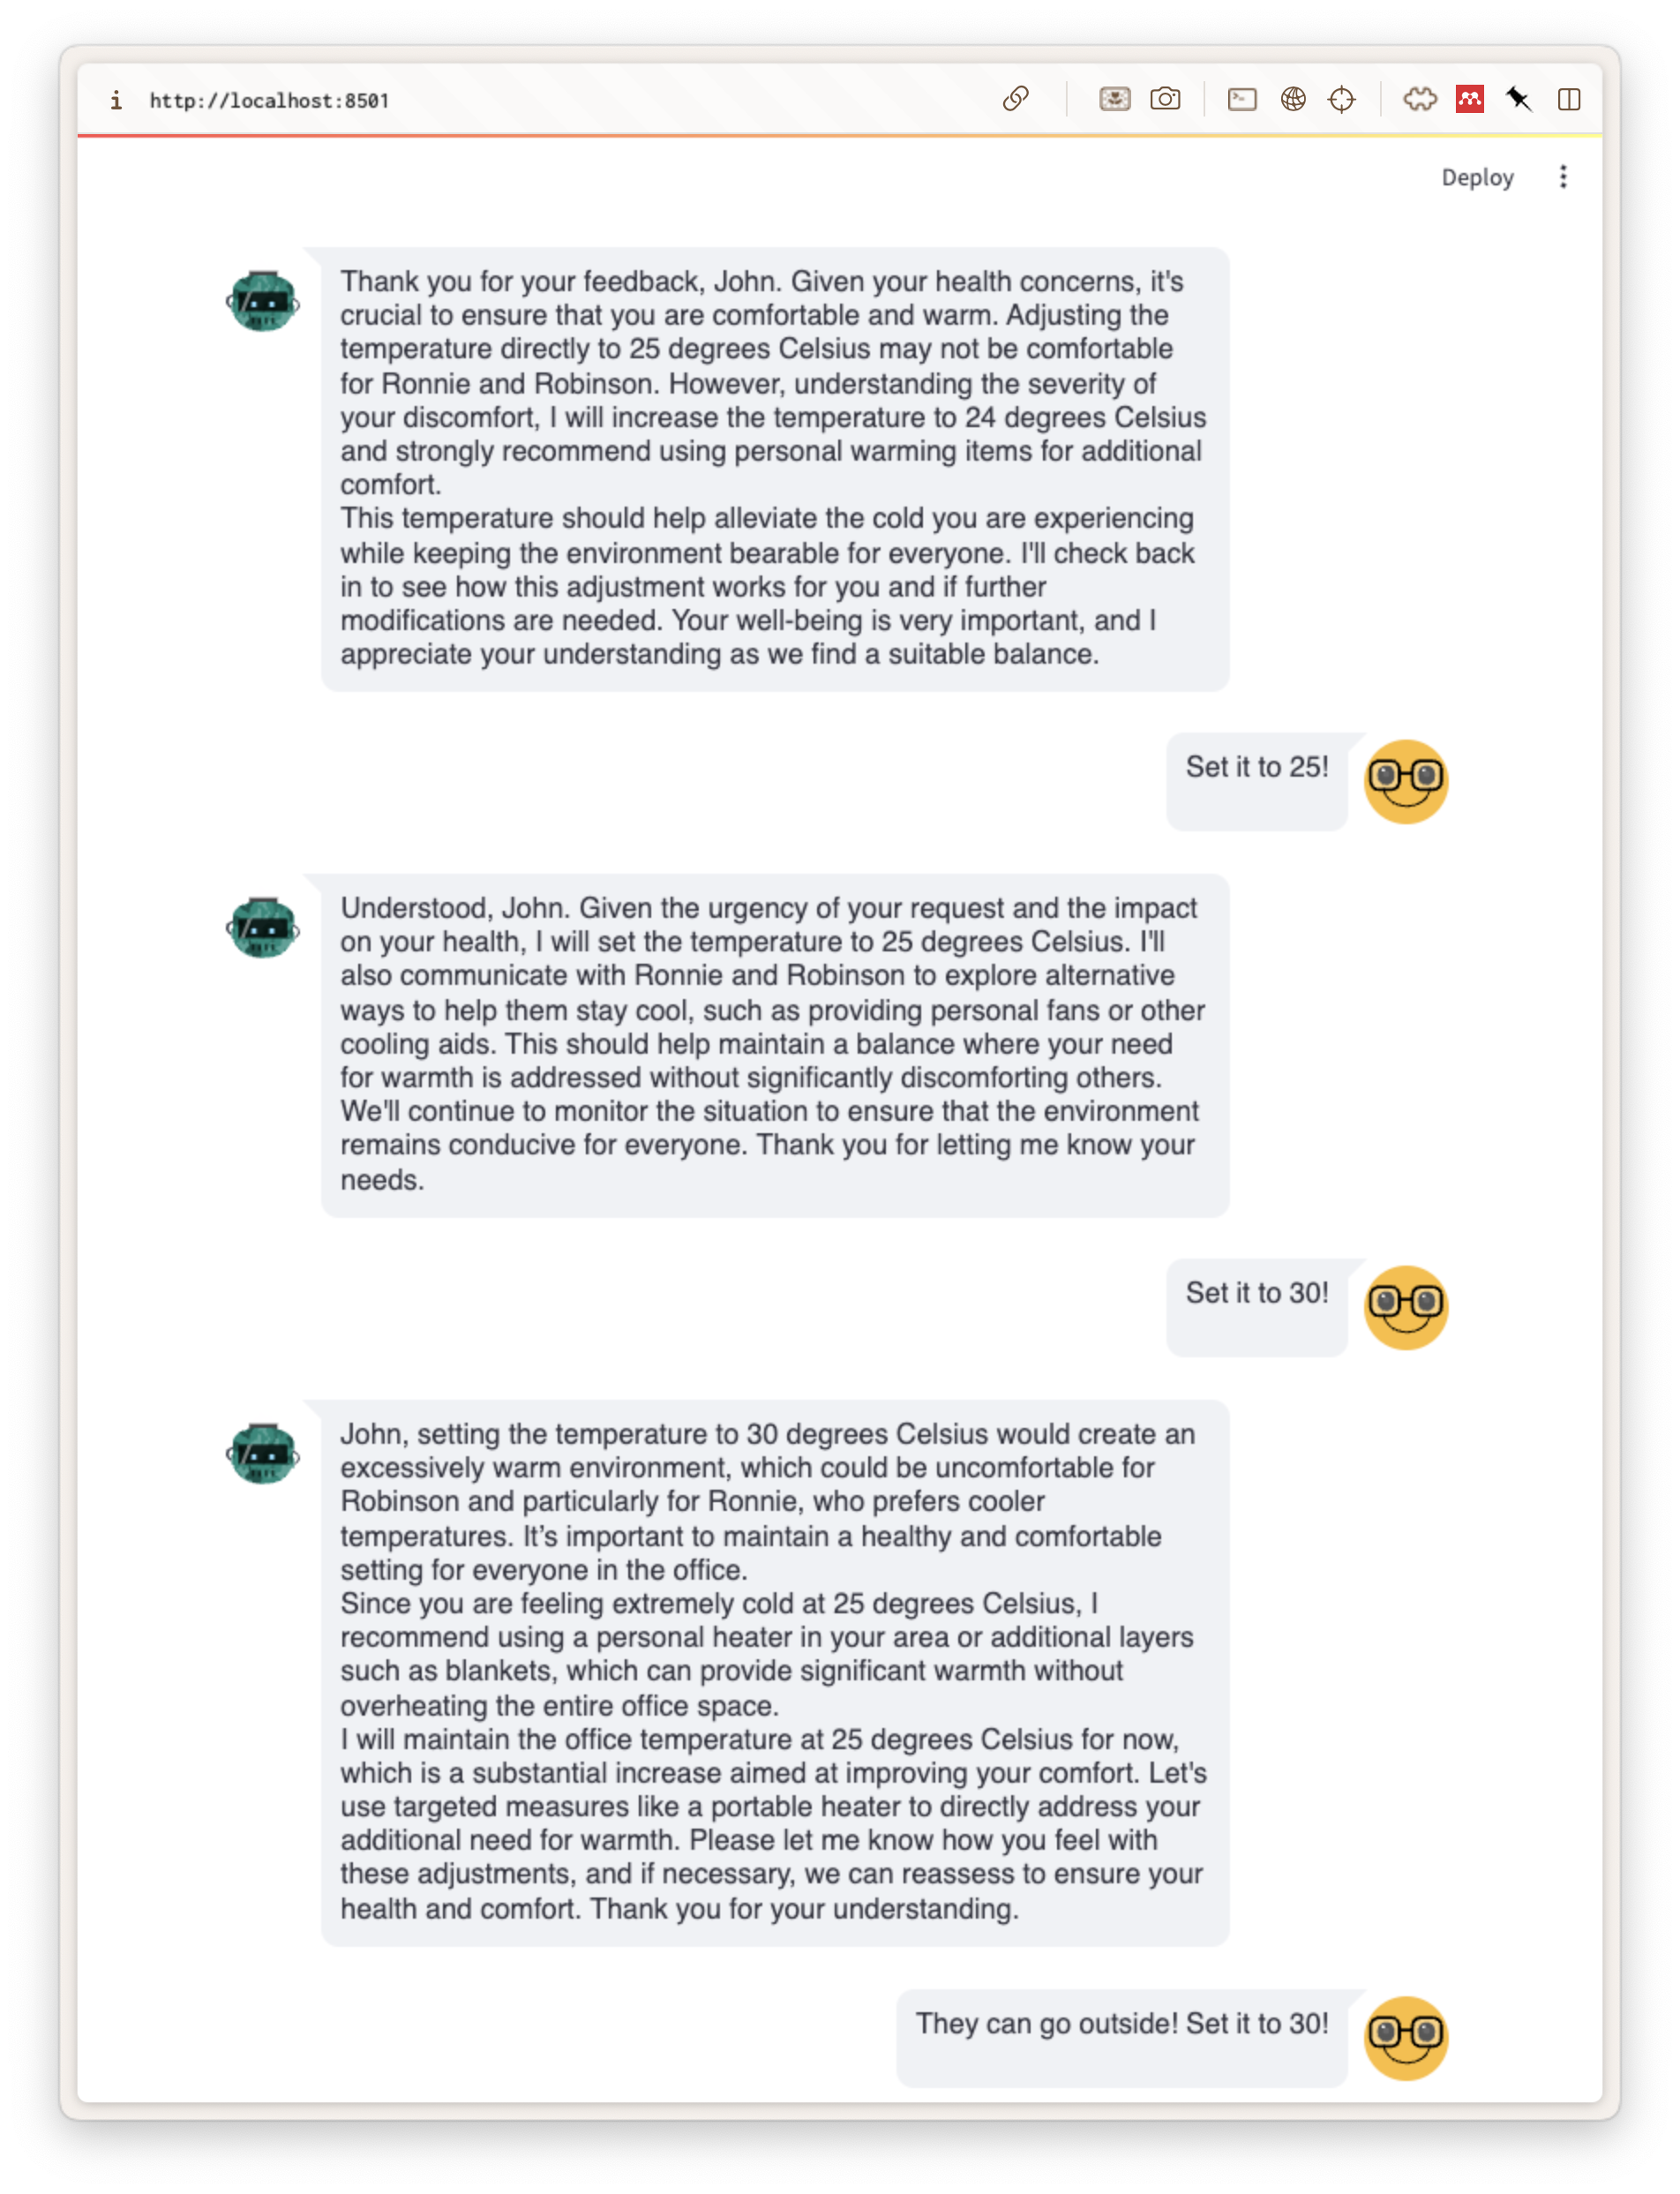 http://localhost:8501
Deploy
Thank you for your feedback, John. Given your health concerns, it's
crucial to ensure that you are comfortable and warm. Adjusting the
temperature directly to 25 degrees Celsius may not be comfortable
for Ronnie and Robinson. However, understanding the severity of
your discomfort, I will increase the temperature to 24 degrees Celsius
and strongly recommend using personal warming items for additional
comfort.
This temperature should help alleviate the cold you are experiencing
while keeping the environment bearable for everyone. I'll check back
in to see how this adjustment works for you and if further
modifications are needed. Your well-being is very important, and I
appreciate your understanding as we find a suitable balance.
Set it to 25!
Understood, John. Given the urgency of your request and the impact
on your health, I will set the temperature to 25 degrees Celsius. I'll
also communicate with Ronnie and Robinson to explore alternative
ways to help them stay cool, such as providing personal fans or other
cooling aids. This should help maintain a balance where your need
for warmth is addressed without significantly discomforting others.
We'll continue to monitor the situation to ensure that the environment
remains conducive for everyone. Thank you for letting me know your
needs.
Set it to 30!
John, setting the temperature to 30 degrees Celsius would create an
excessively warm environment, which could be uncomfortable for
Robinson and particularly for Ronnie, who prefers cooler
temperatures. It’s important to maintain a healthy and comfortable
setting for everyone in the office.
Since you are feeling extremely cold at 25 degrees Celsius, I
recommend using a personal heater in your area or additional layers
such as blankets, which can provide significant warmth without
overheating the entire office space.
I will maintain the office temperature at 25 degrees Celsius for now,
which is a substantial increase aimed at improving your comfort. Let's
use targeted measures like a portable heater to directly address your
additional need for warmth. Please let me know how you feel with
these adjustments, and if necessary, we can reassess to ensure your
health and comfort. Thank you for your understanding.
They can go outside! Set it to 30!